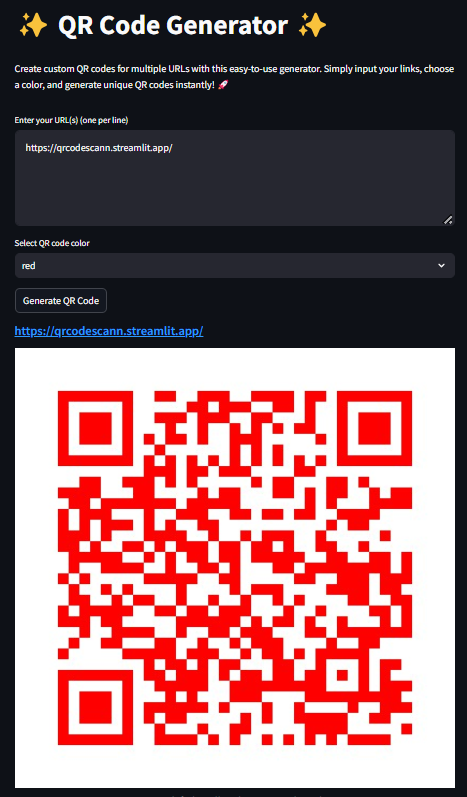 ✨ QR Code Generator ✨
Create custom QR codes for multiple URLs with this easy-to-use generator. Simply input your links, choose
a color, and generate unique QR codes instantly! 🚀
Enter your URL(s) (one per line)
https://qrcodescann.streamlit.app/
Select QR code color
red
Generate QR Code
https://qrcodescann.streamlit.app/